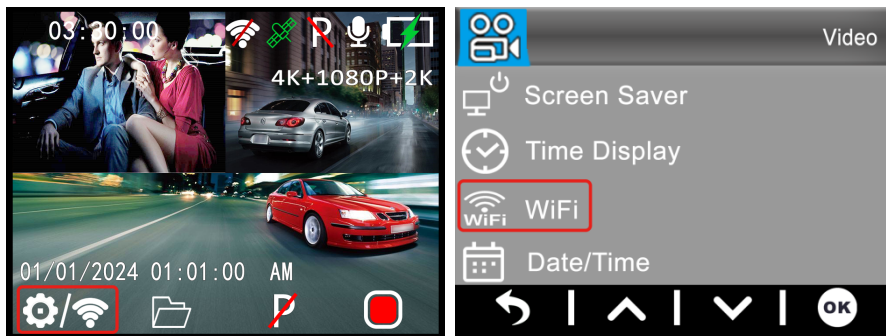 03:30:00
P
4K+1080P+2K
01/01/2024 01:01:00 AM
P
Video
Screen Saver
Time Display
WiFi WiFi
Date/Time
OK